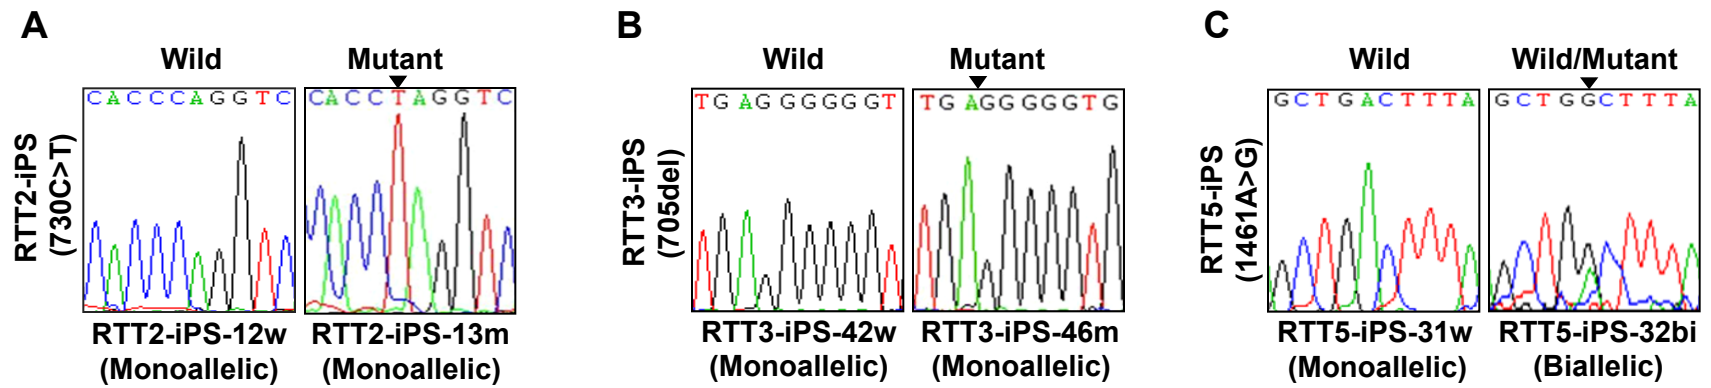 A
B
C
Wild
Mutant
Wild
Mutant
Wild
Wild/Mutant
CACCCAGGTC
CACCTAGGTC
TGAGGGGGGT
TGAGGGGGTG
GCTGACTTTA
GCTGGCTTTA
RTT2-iPS
(730C>T)
RTT3-iPS
(705del)
RTT5-iPS
(1461A>G)
RTT2-iPS-12w
(Monoallelic)
RTT2-iPS-13m
(Monoallelic)
RTT3-iPS-42w
(Monoallelic)
RTT3-iPS-46m
(Monoallelic)
RTT5-iPS-31w
(Monoallelic)
RTT5-iPS-32bi
(Biallelic)